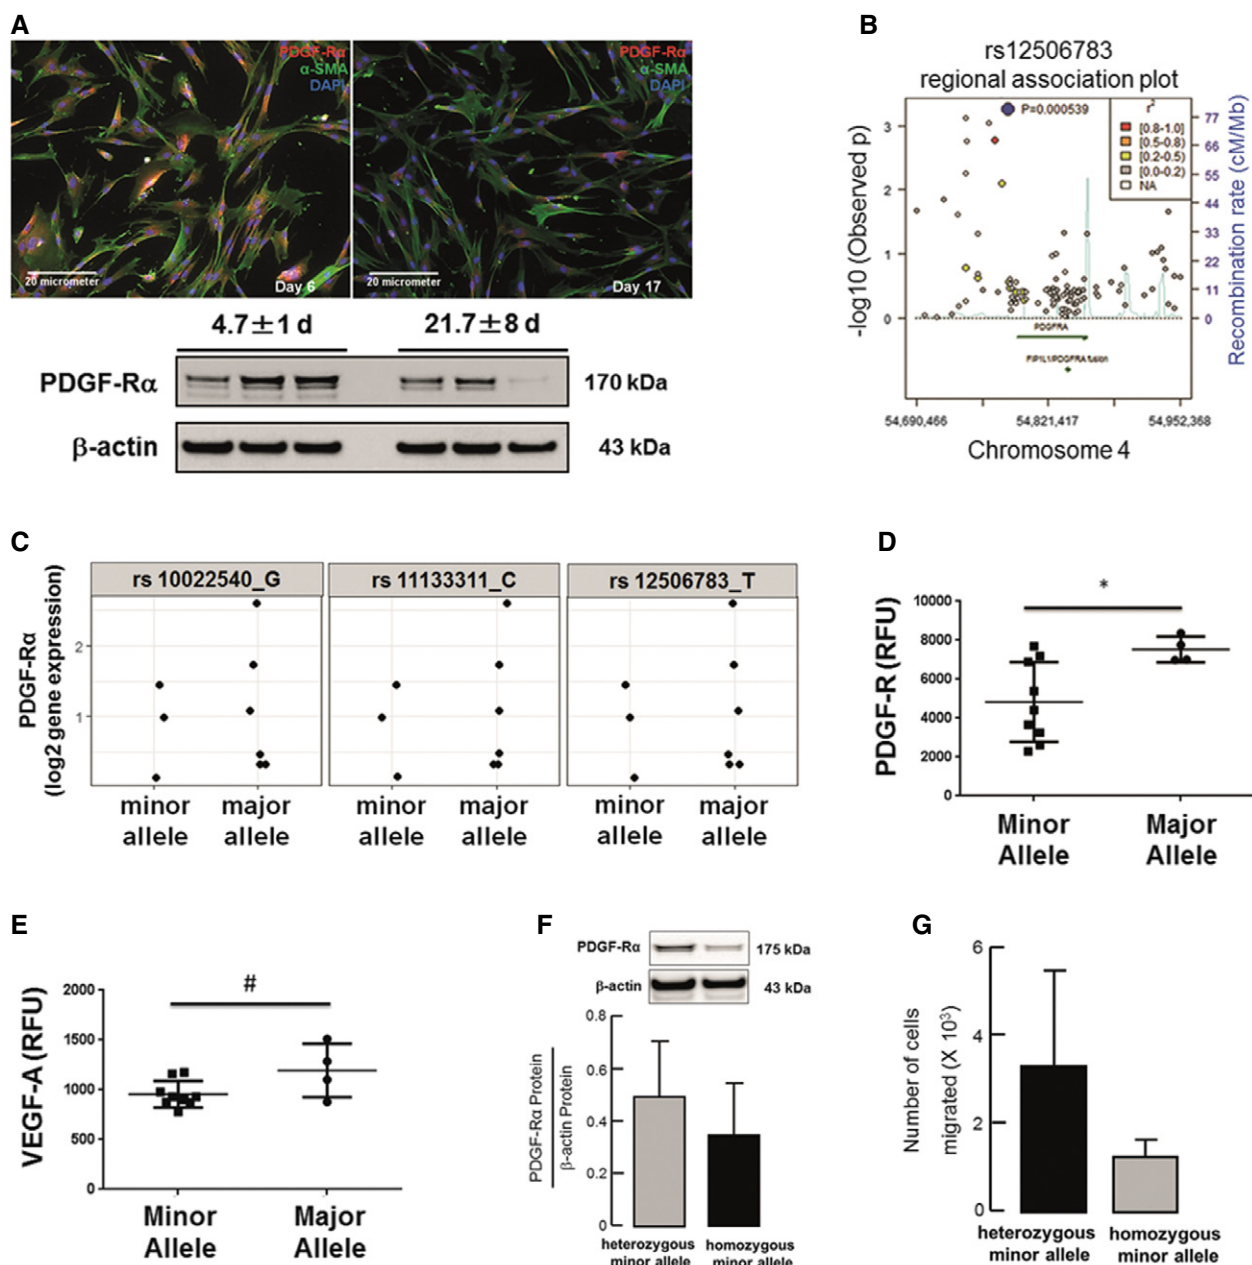 A
PDGF-Rα
α-SMA
DAPI
20 micrometer
Day 6
PDGF-Rα
α-SMA
DAPI
20 micrometer
Day 17
4.7±1 d
21.7±8 d
PDGF-Rα
170 kDa
β-actin
43 kDa
B
rs12506783
regional association plot
P=0.000539
r²
[0.8-1.0]
[0.5-0.8)
[0.2-0.5)
[0.0-0.2)
NA
-log10 (Observed p)
3
2
1
0
77
66
55
44
33
22
11
0
Recombination rate (cM/Mb)
PDGFRA
FIP1L1/PDGFRA fusion
54,690,466
54,821,417
54,952,368
Chromosome 4
C
rs 10022540_G
rs 11133311_C
rs 12506783_T
PDGF-Rα
(log2 gene expression)
2
1
minor
allele
major
allele
minor
allele
major
allele
minor
allele
major
allele
D
*
PDGF-R (RFU)
10000
8000
6000
4000
2000
0
Minor
Allele
Major
Allele
E
#
VEGF-A (RFU)
2000
1500
1000
500
0
Minor
Allele
Major
Allele
F
PDGF-Rα
175 kDa
β-actin
43 kDa
PDGF-Rα Protein
β-actin Protein
0.8
0.6
0.4
0.2
0
heterozygous
minor allele
homozygous
minor allele
G
Number of cells
migrated (X 10³)
6
4
2
0
heterozygous
minor allele
homozygous
minor allele